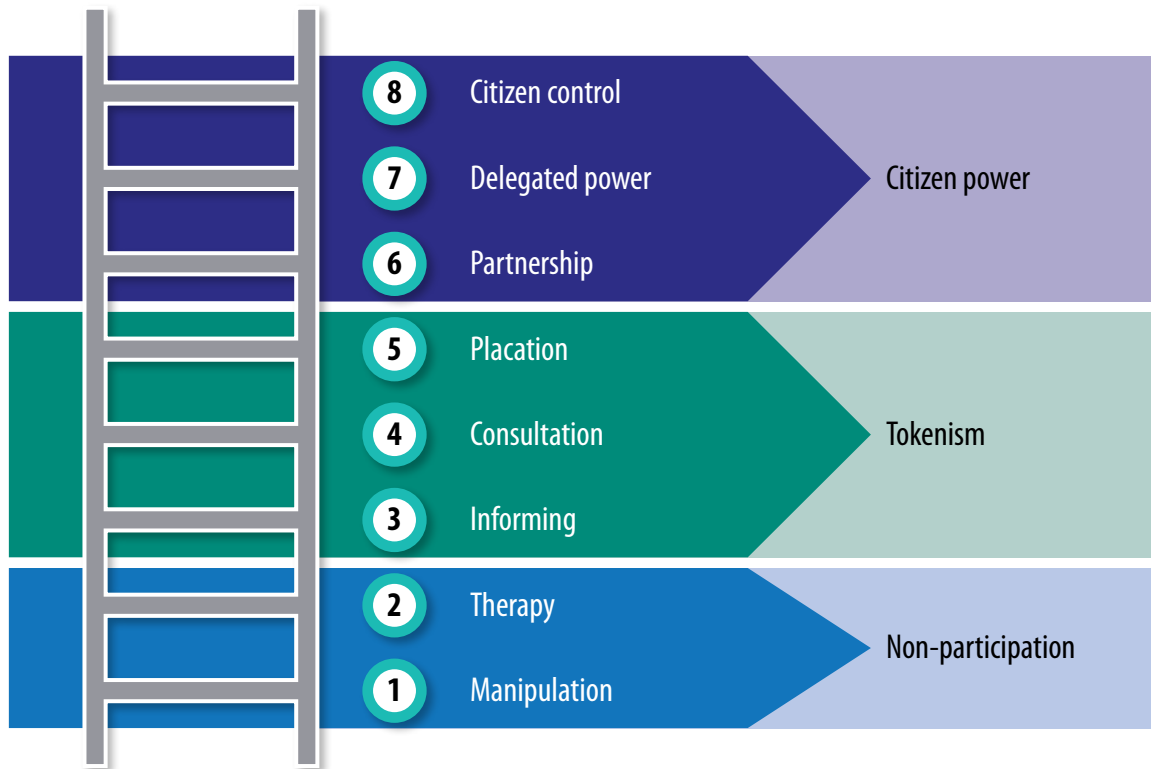 8 Citizen control
7 Delegated power
Citizen power
6 Partnership
5 Placation
4 Consultation
Tokenism
3 Informing
2 Therapy
Non-participation
1 Manipulation